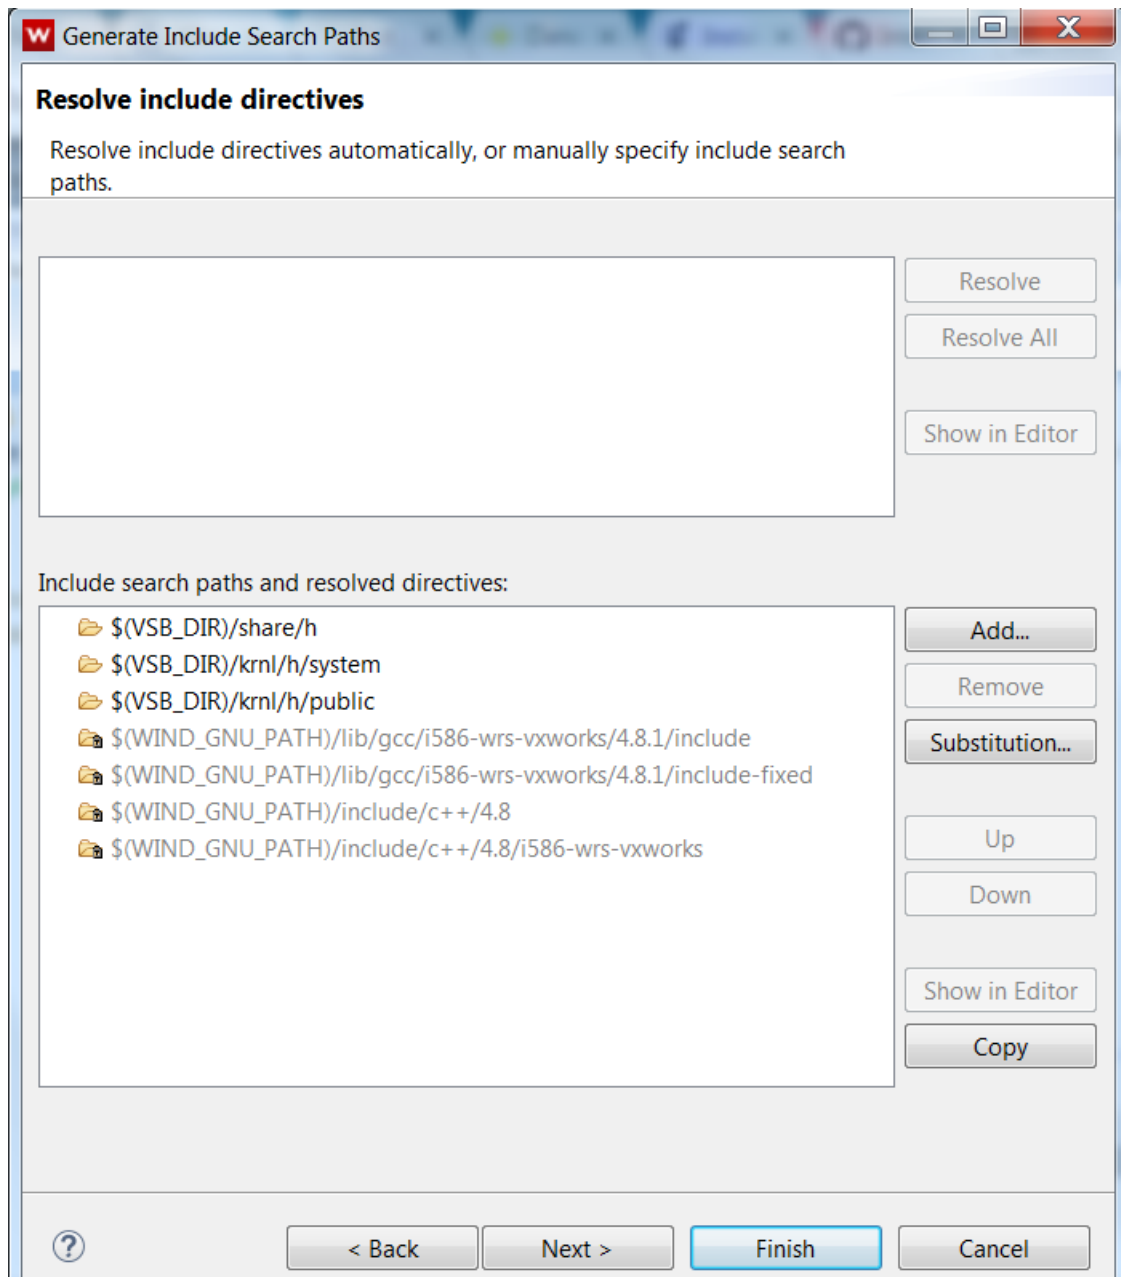 Generate Include Search Paths
Resolve include directives
Resolve include directives automatically, or manually specify include search
paths.
Resolve
Resolve All
Show in Editor
Include search paths and resolved directives:
$(VSB_DIR)/share/h
$(VSB_DIR)/krnl/h/system
$(VSB_DIR)/krnl/h/public
$(WIND_GNU_PATH)/lib/gcc/i586-wrs-vxworks/4.8.1/include
$(WIND_GNU_PATH)/lib/gcc/i586-wrs-vxworks/4.8.1/include-fixed
$(WIND_GNU_PATH)/include/c++/4.8
$(WIND_GNU_PATH)/include/c++/4.8/i586-wrs-vxworks
Add...
Remove
Substitution...
Up
Down
Show in Editor
Copy
< Back
Next >
Finish
Cancel